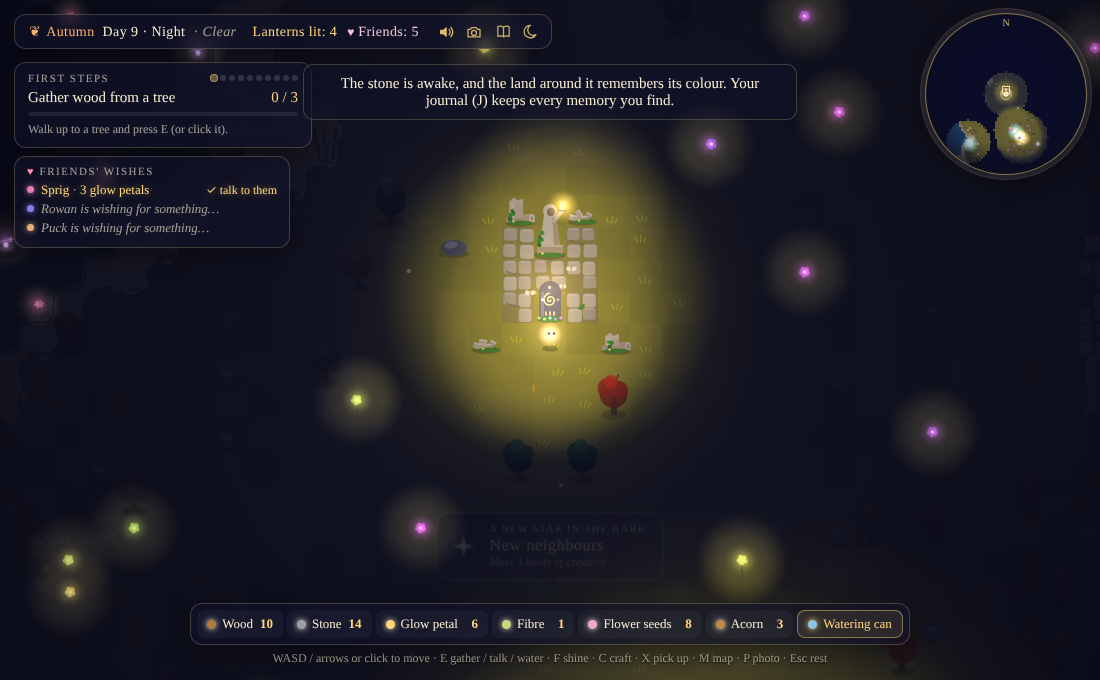 Autumn Day 9 · Night · Clear Lanterns lit: 4 ♥ Friends: 5
N
FIRST STEPS
Gather wood from a tree 0 / 3
Walk up to a tree and press E (or click it).
The stone is awake, and the land around it remembers its colour. Your
journal (J) keeps every memory you find.
♥ FRIENDS' WISHES
Sprig · 3 glow petals ✓ talk to them
Rowan is wishing for something…
Puck is wishing for something…
A NEW STAR IN THE HARE
New neighbours
Meet 3 kinds of creature
Wood 10 Stone 14 Glow petal 6 Fibre 1 Flower seeds 8 Acorn 3 Watering can
WASD / arrows or click to move · E gather / talk / water · F shine · C craft · X pick up · M map · P photo · Esc rest